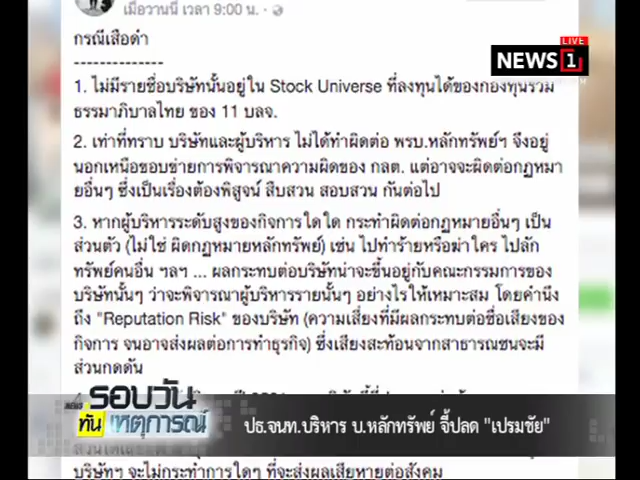 เมื่อวานนี้ เวลา 9:00 น.
กรณีเสือดำ
--------------
1. ไม่มีรายชื่อบริษัทนั้นอยู่ใน Stock Universe ที่ลงทุนได้ของกองทุนรวม
ธรรมาภิบาลไทย ของ 11 บลจ.
2. เท่าที่ทราบ บริษัทและผู้บริหาร ไม่ได้ทำผิดต่อ พรบ.หลักทรัพย์ฯ จึงอยู่
นอกเหนือขอบข่ายการพิจารณาความผิดของ กลต. แต่อาจจะผิดต่อกฏหมา
ยอื่นๆ ซึ่งเป็นเรื่องต้องพิสูจน์ สืบสวน สอบสวน กันต่อไป
3. หากผู้บริหารระดับสูงของกิจการใดใด กระทำผิดต่อกฏหมายอื่นๆ เป็น
ส่วนตัว (ไม่ใช่ ผิดกฎหมายหลักทรัพย์) เช่น ไปทำร้ายหรือฆ่าใคร ไปลัก
ทรัพย์คนอื่น ฯลฯ ... ผลกระทบต่อบริษัทน่าจะขึ้นอยู่กับคณะกรรมการของ
บริษัทนั้นๆ ว่าจะพิจารณาผู้บริหารรายนั้นๆ อย่างไรให้เหมาะสม โดยคำนึง
ถึง "Reputation Risk" ของบริษัท (ความเสี่ยงที่มีผลกระทบต่อชื่อเสียงของ
กิจการ จนอาจส่งผลต่อการทำธุรกิจ) ซึ่งเสียงสะท้อนจากสาธารณชนจะมี
ส่วนกดดัน
บริษัทฯ จะไม่กระทำการใดๆ ที่จะส่งผลเสียหายต่อสังคม
LIVE
NEWS 1
NEWS
รอบวัน
ทันเหตุการณ์
ปธ.จนท.บริหาร บ.หลักทรัพย์ จี้ปลด "เปรมชัย"